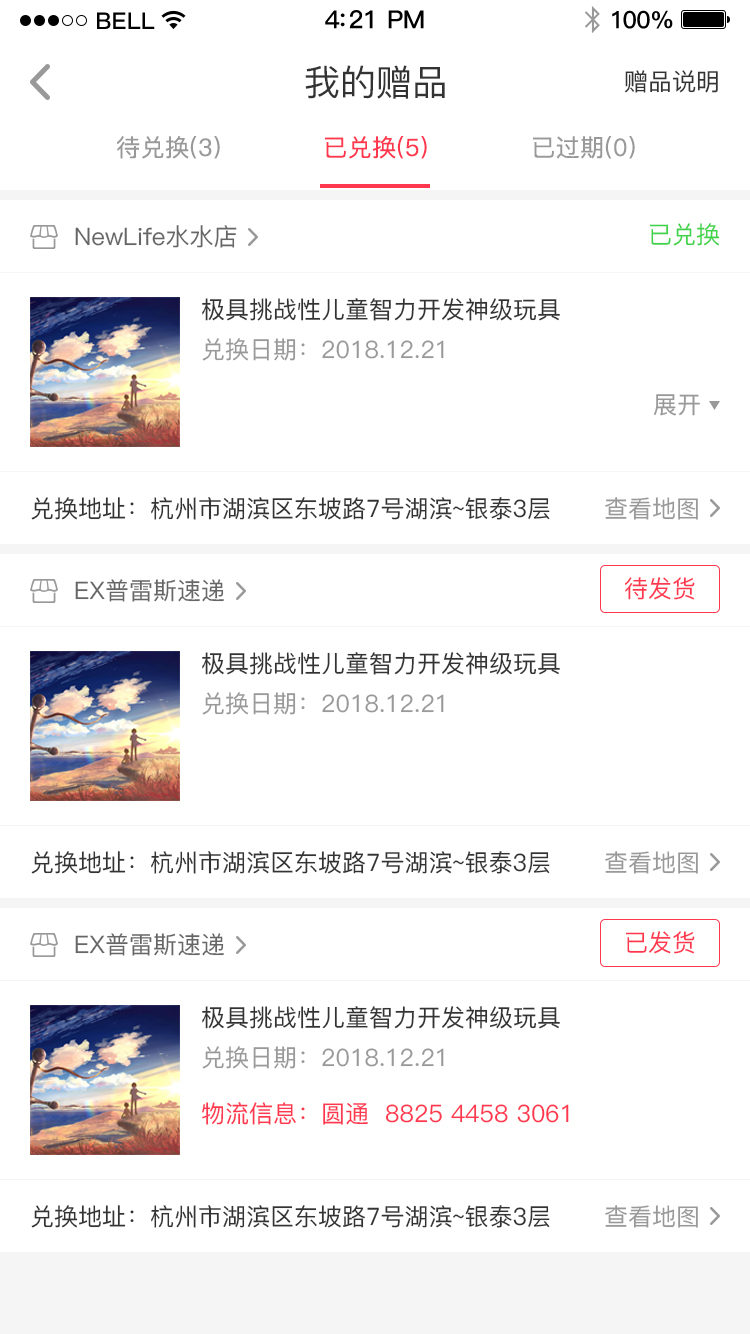 BELL 4:21 PM 100%
我的赠品 赠品说明
待兑换(3) 已兑换(5) 已过期(0)
NewLife水水店 已兑换
极具挑战性儿童智力开发神级玩具
兑换日期：2018.12.21
展开
兑换地址：杭州市湖滨区东坡路7号湖滨~银泰3层 查看地图
EX普雷斯速递 待发货
极具挑战性儿童智力开发神级玩具
兑换日期：2018.12.21
兑换地址：杭州市湖滨区东坡路7号湖滨~银泰3层 查看地图
EX普雷斯速递 已发货
极具挑战性儿童智力开发神级玩具
兑换日期：2018.12.21
物流信息：圆通 8825 4458 3061
兑换地址：杭州市湖滨区东坡路7号湖滨~银泰3层 查看地图